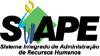 SIAPE
Sistema Integrado de Administração
de Recursos Humanos